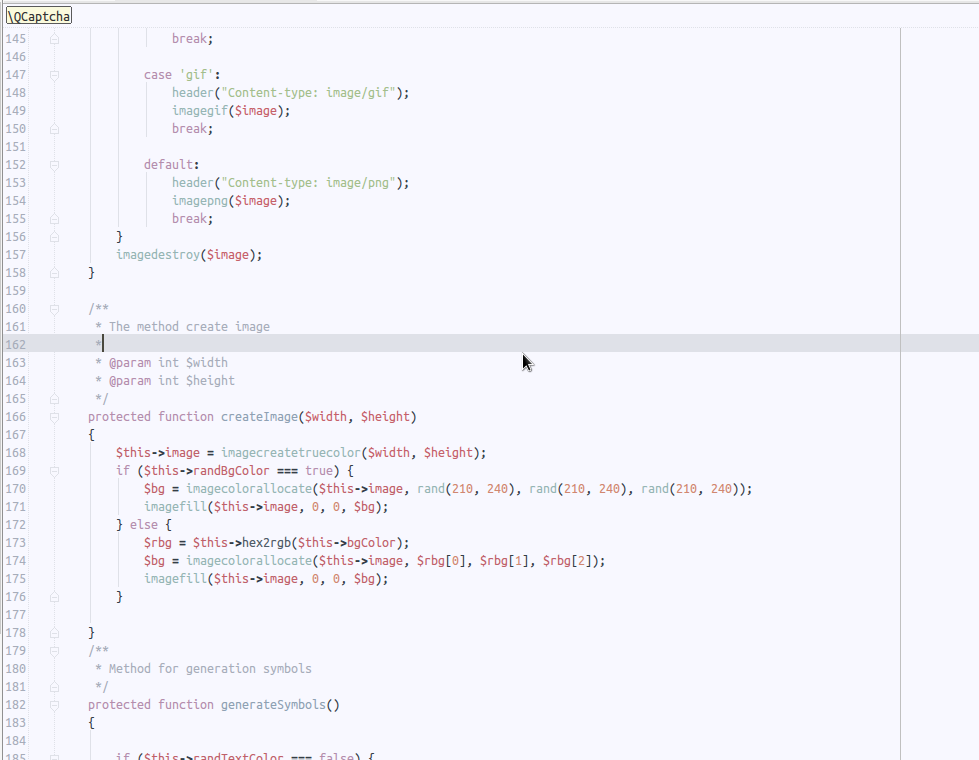 \QCaptcha
145 break;
146
147 case 'gif':
148 header("Content-type: image/gif");
149 imagegif($image);
150 break;
151
152 default:
153 header("Content-type: image/png");
154 imagepng($image);
155 break;
156 }
157 imagedestroy($image);
158 }
159
160 /**
161 * The method create image
162 *
163 * @param int $width
164 * @param int $height
165 */
166 protected function createImage($width, $height)
167 {
168 $this->image = imagecreatetruecolor($width, $height);
169 if ($this->randBgColor === true) {
170 $bg = imagecolorallocate($this->image, rand(210, 240), rand(210, 240), rand(210, 240));
171 imagefill($this->image, 0, 0, $bg);
172 } else {
173 $rbg = $this->hex2rgb($this->bgColor);
174 $bg = imagecolorallocate($this->image, $rbg[0], $rbg[1], $rbg[2]);
175 imagefill($this->image, 0, 0, $bg);
176 }
177
178 }
179 /**
180 * Method for generation symbols
181 */
182 protected function generateSymbols()
183 {
184
185 if ($this->randTextColor === false) {